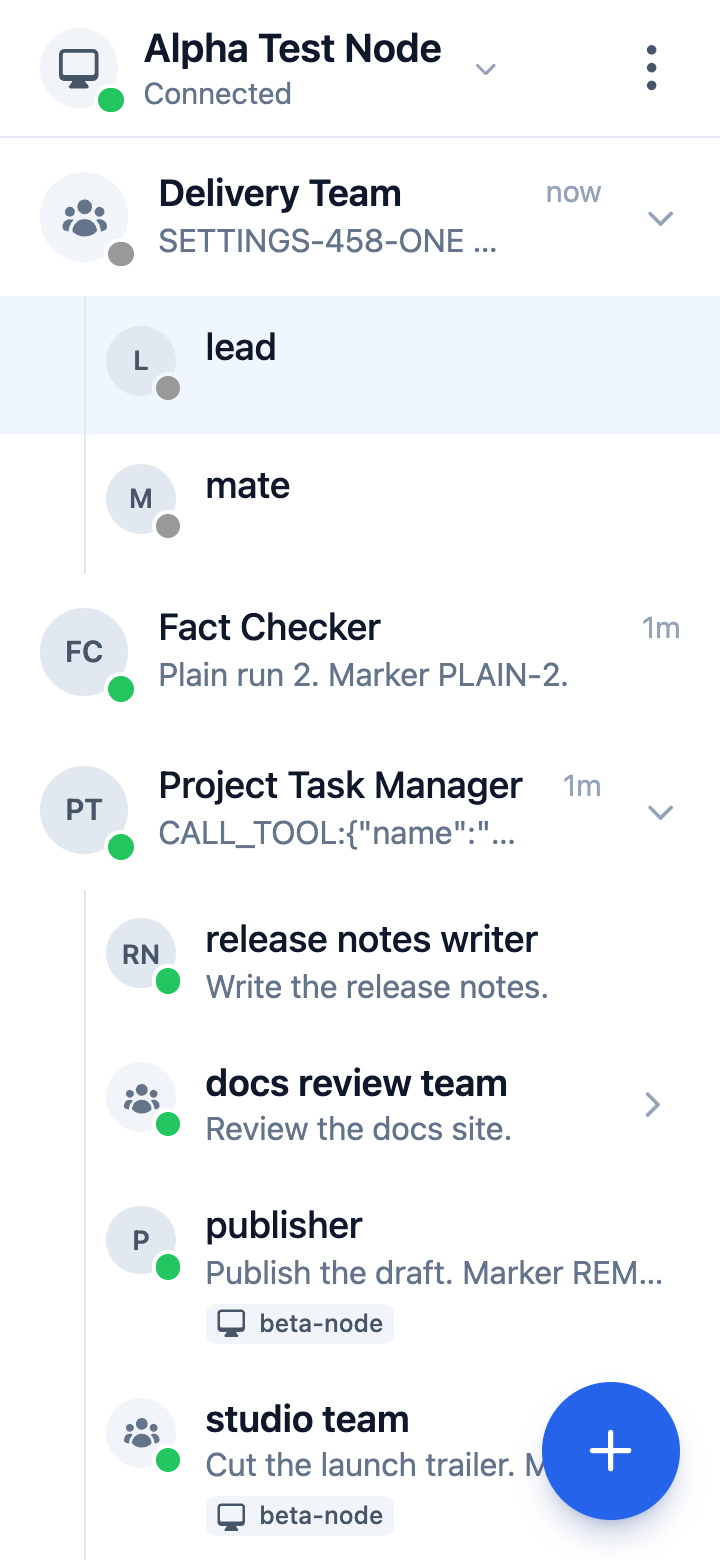 Alpha Test Node
Connected
Delivery Team
now
SETTINGS-458-ONE ...
L
lead
M
mate
FC
Fact Checker
1m
Plain run 2. Marker PLAIN-2.
PT
Project Task Manager
1m
CALL_TOOL:{"name":"...
RN
release notes writer
Write the release notes.
docs review team
Review the docs site.
P
publisher
Publish the draft. Marker REM...
beta-node
studio team
Cut the launch trailer.
beta-node